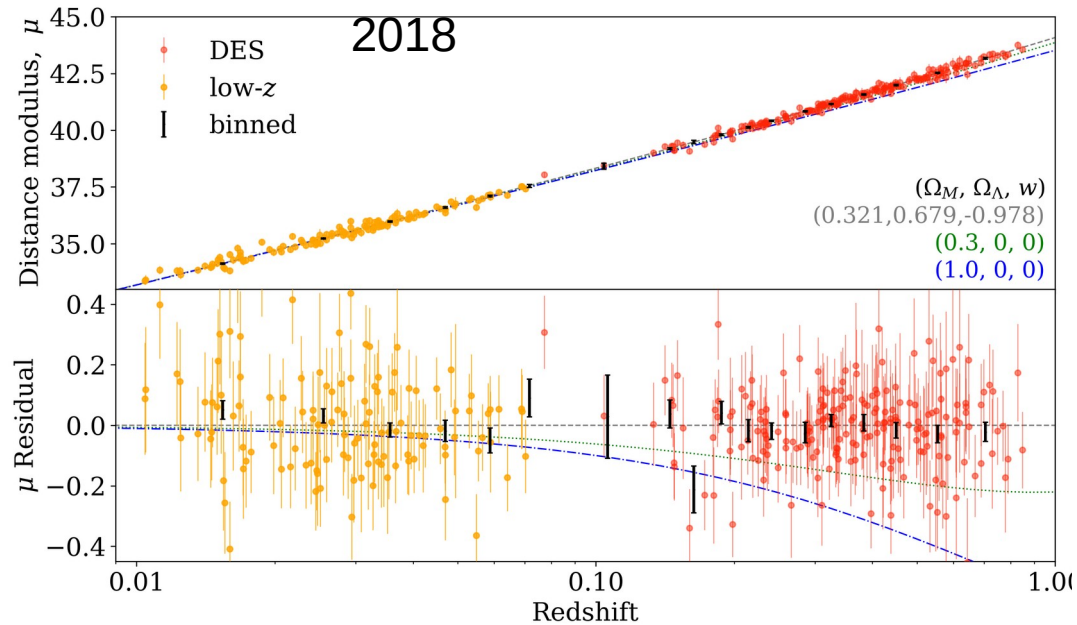 2018
45.0
42.5
40.0
37.5
35.0
Distance modulus, μ
DES
low-z
binned
(Ω_M, Ω_Λ, w)
(0.321,0.679,-0.978)
(0.3, 0, 0)
(1.0, 0, 0)
0.4
0.2
0.0
−0.2
−0.4
μ Residual
0.01
0.10
1.00
Redshift